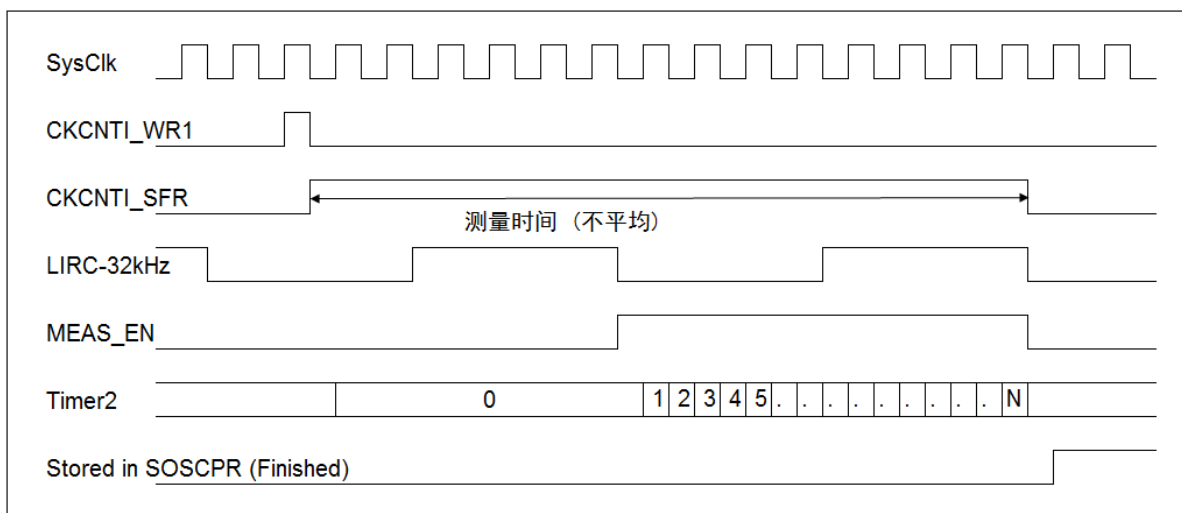 SysClk
CKCNTI_WR1
CKCNTI_SFR
测量时间 (不平均)
LIRC-32kHz
MEAS_EN
Timer2 0 1 2 3 4 5 . . . . . . . . . N
Stored in SOSCPR (Finished)